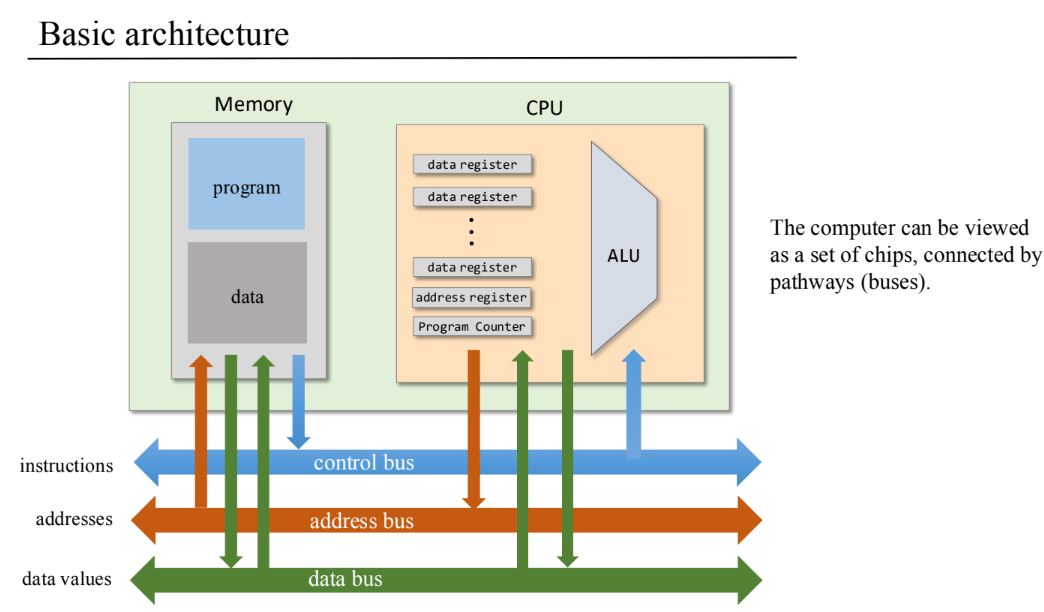 Basic architecture
Memory
CPU
program
data
data register
data register
data register
address register
Program Counter
ALU
The computer can be viewed
as a set of chips, connected by
pathways (buses).
instructions
control bus
addresses
address bus
data values
data bus